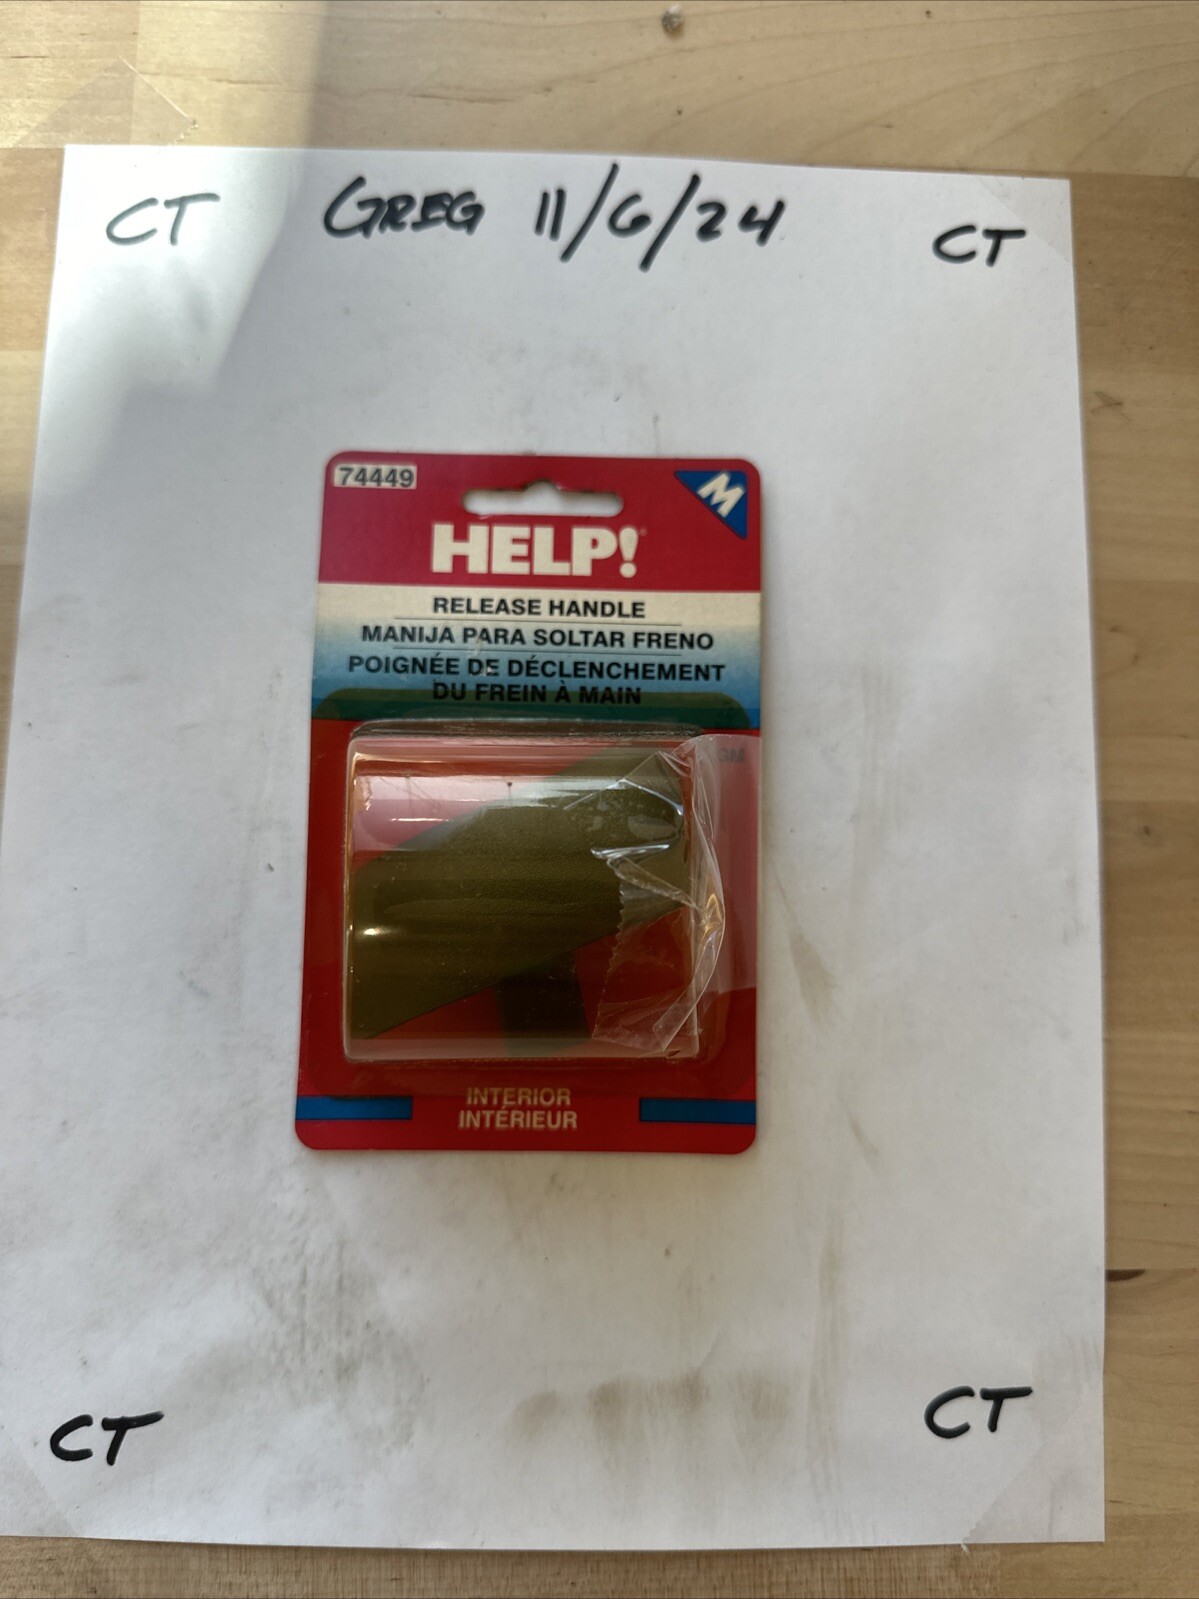 CT GREG 11/6/24 CT
74449
M
HELP!
RELEASE HANDLE
MANIJA PARA SOLTAR FRENO
POIGNÉE DE DÉCLENCHEMENT
DU FREIN À MAIN
INTERIOR
INTÉRIEUR
CT CT